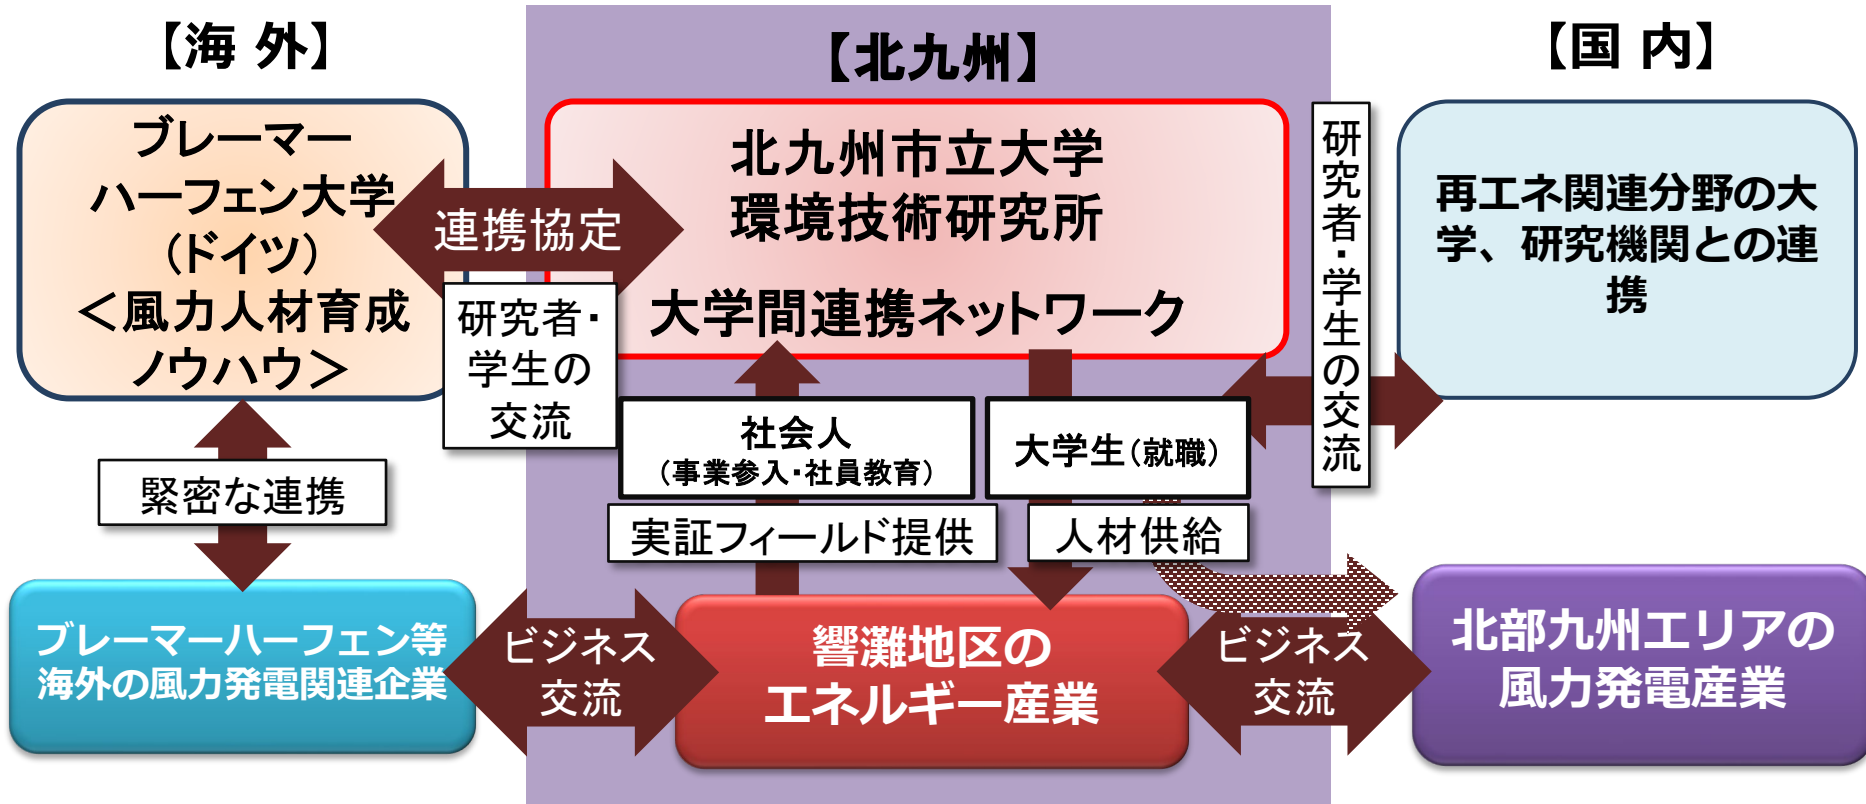 【海 外】
【北九州】
【国 内】
ブレーマー
ハーフェン大学
（ドイツ）
＜風力人材育成
ノウハウ＞
連携協定
研究者・
学生の
交流
北九州市立大学
環境技術研究所
大学間連携ネットワーク
研究者・学生の交流
再エネ関連分野の大
学、研究機関との連
携
緊密な連携
社会人
（事業参入・社員教育）
大学生（就職）
実証フィールド提供
人材供給
ブレーマーハーフェン等
海外の風力発電関連企業
ビジネス
交流
響灘地区の
エネルギー産業
ビジネス
交流
北部九州エリアの
風力発電産業